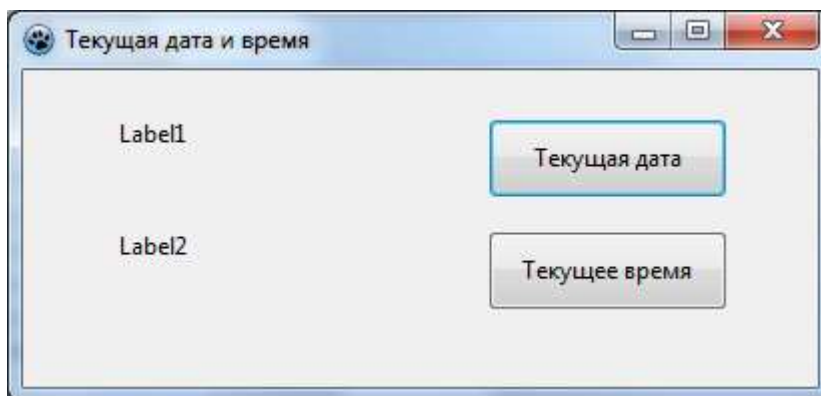 Текущая дата и время
Label1
Текущая дата
Label2
Текущее время